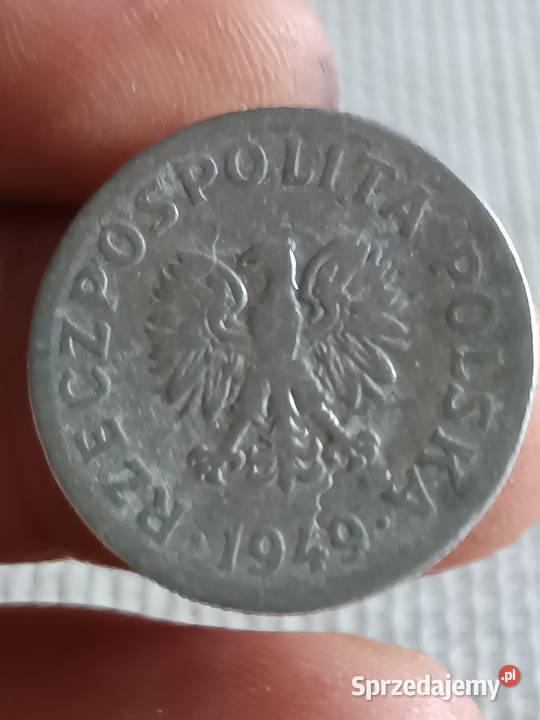 RZECZPOSPOLITA POLSKA
· 1949 ·
Sprzedajemy.pl